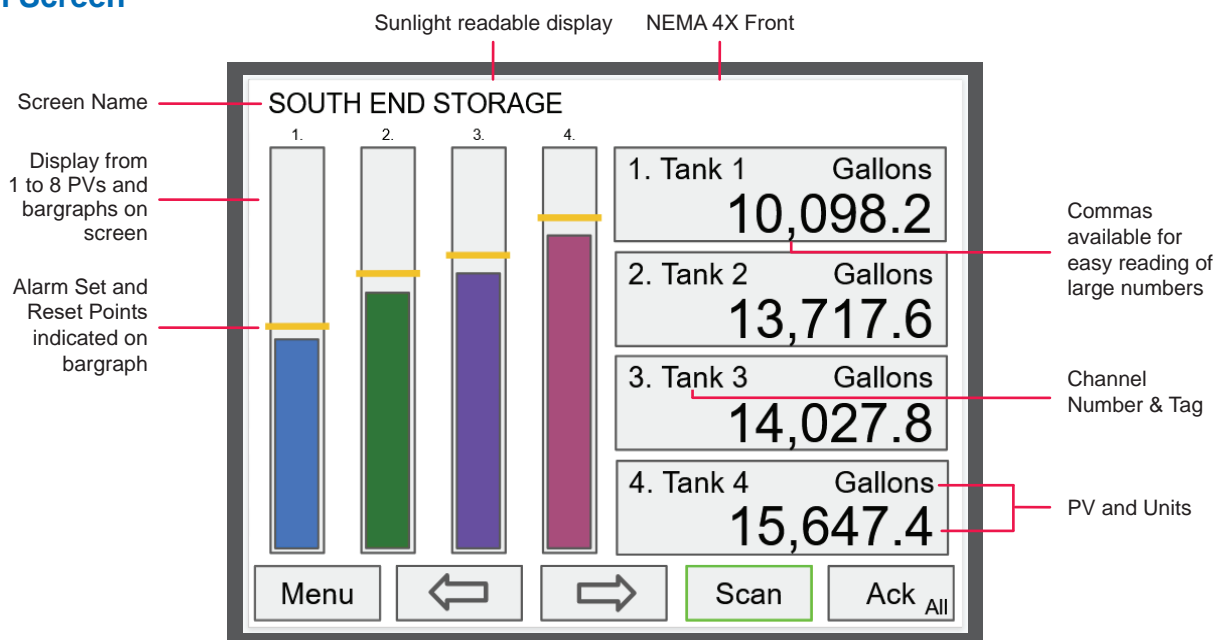 Screen
Sunlight readable display
NEMA 4X Front
Screen Name
SOUTH END STORAGE
1.
2.
3.
4.
Display from
1 to 8 PVs and
bargraphs on
screen
Alarm Set and
Reset Points
indicated on
bargraph
1. Tank 1 Gallons
10,098.2
2. Tank 2 Gallons
13,717.6
3. Tank 3 Gallons
14,027.8
4. Tank 4 Gallons
15,647.4
Commas
available for
easy reading of
large numbers
Channel
Number & Tag
PV and Units
Menu
Scan
Ack All